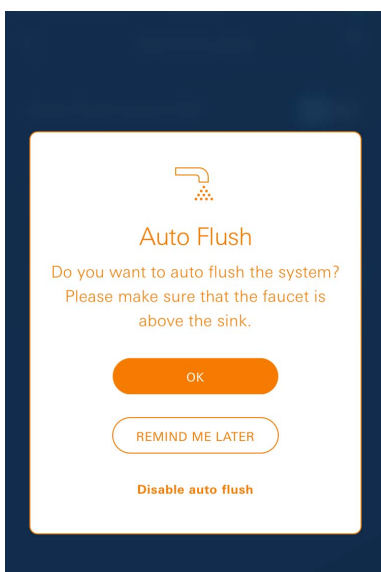 Auto Flush
Do you want to auto flush the system?
Please make sure that the faucet is
above the sink.
OK
REMIND ME LATER
Disable auto flush